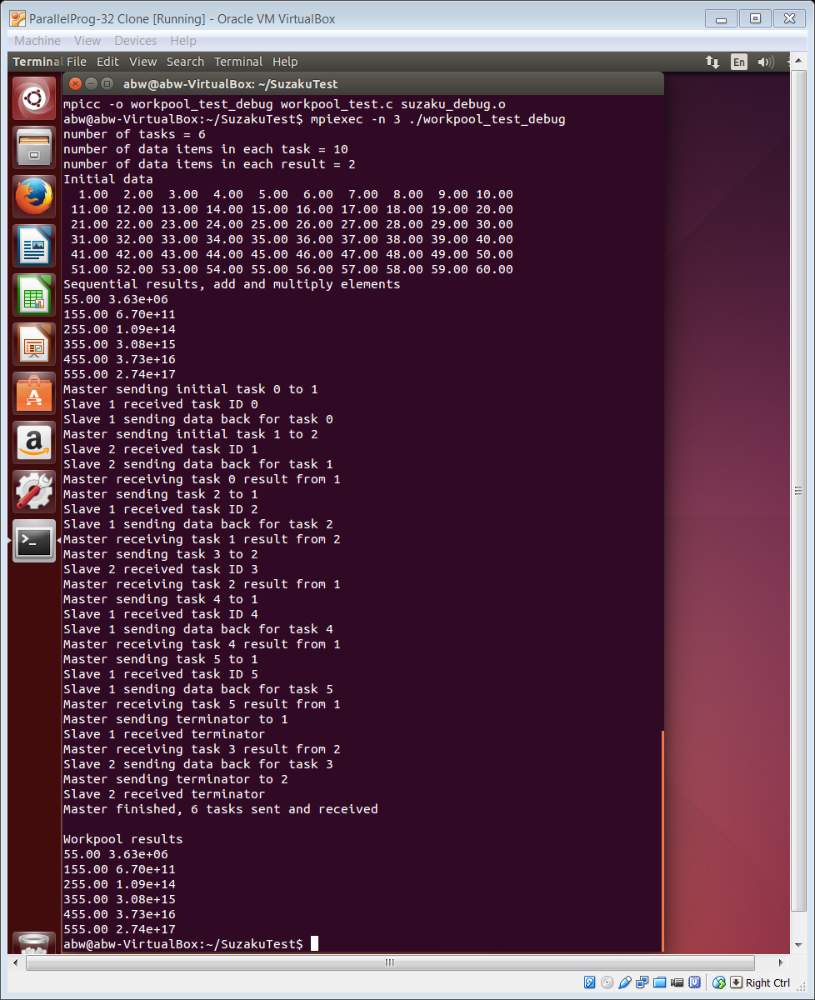 ParallelProg-32 Clone [Running] - Oracle VM VirtualBox
Machine View Devices Help
Terminal File Edit View Search Terminal Help En
abw@abw-VirtualBox: ~/SuzakuTest
mpicc -o workpool_test_debug workpool_test.c suzaku_debug.o
abw@abw-VirtualBox:~/SuzakuTest$ mpiexec -n 3 ./workpool_test_debug
number of tasks = 6
number of data items in each task = 10
number of data items in each result = 2
Initial data
1.00 2.00 3.00 4.00 5.00 6.00 7.00 8.00 9.00 10.00
11.00 12.00 13.00 14.00 15.00 16.00 17.00 18.00 19.00 20.00
21.00 22.00 23.00 24.00 25.00 26.00 27.00 28.00 29.00 30.00
31.00 32.00 33.00 34.00 35.00 36.00 37.00 38.00 39.00 40.00
41.00 42.00 43.00 44.00 45.00 46.00 47.00 48.00 49.00 50.00
51.00 52.00 53.00 54.00 55.00 56.00 57.00 58.00 59.00 60.00
Sequential results, add and multiply elements
55.00 3.63e+06
155.00 6.70e+11
255.00 1.09e+14
355.00 3.08e+15
455.00 3.73e+16
555.00 2.74e+17
Master sending initial task 0 to 1
Slave 1 received task ID 0
Slave 1 sending data back for task 0
Master sending initial task 1 to 2
Slave 2 received task ID 1
Slave 2 sending data back for task 1
Master receiving task 0 result from 1
Master sending task 2 to 1
Slave 1 received task ID 2
Slave 1 sending data back for task 2
Master receiving task 1 result from 2
Master sending task 3 to 2
Slave 2 received task ID 3
Master receiving task 2 result from 1
Master sending task 4 to 1
Slave 1 received task ID 4
Slave 1 sending data back for task 4
Master receiving task 4 result from 1
Master sending task 5 to 1
Slave 1 received task ID 5
Slave 1 sending data back for task 5
Master receiving task 5 result from 1
Master sending terminator to 1
Slave 1 received terminator
Master receiving task 3 result from 2
Slave 2 sending data back for task 3
Master sending terminator to 2
Slave 2 received terminator
Master finished, 6 tasks sent and received
Workpool results
55.00 3.63e+06
155.00 6.70e+11
255.00 1.09e+14
355.00 3.08e+15
455.00 3.73e+16
555.00 2.74e+17
abw@abw-VirtualBox:~/SuzakuTest$
Right Ctrl